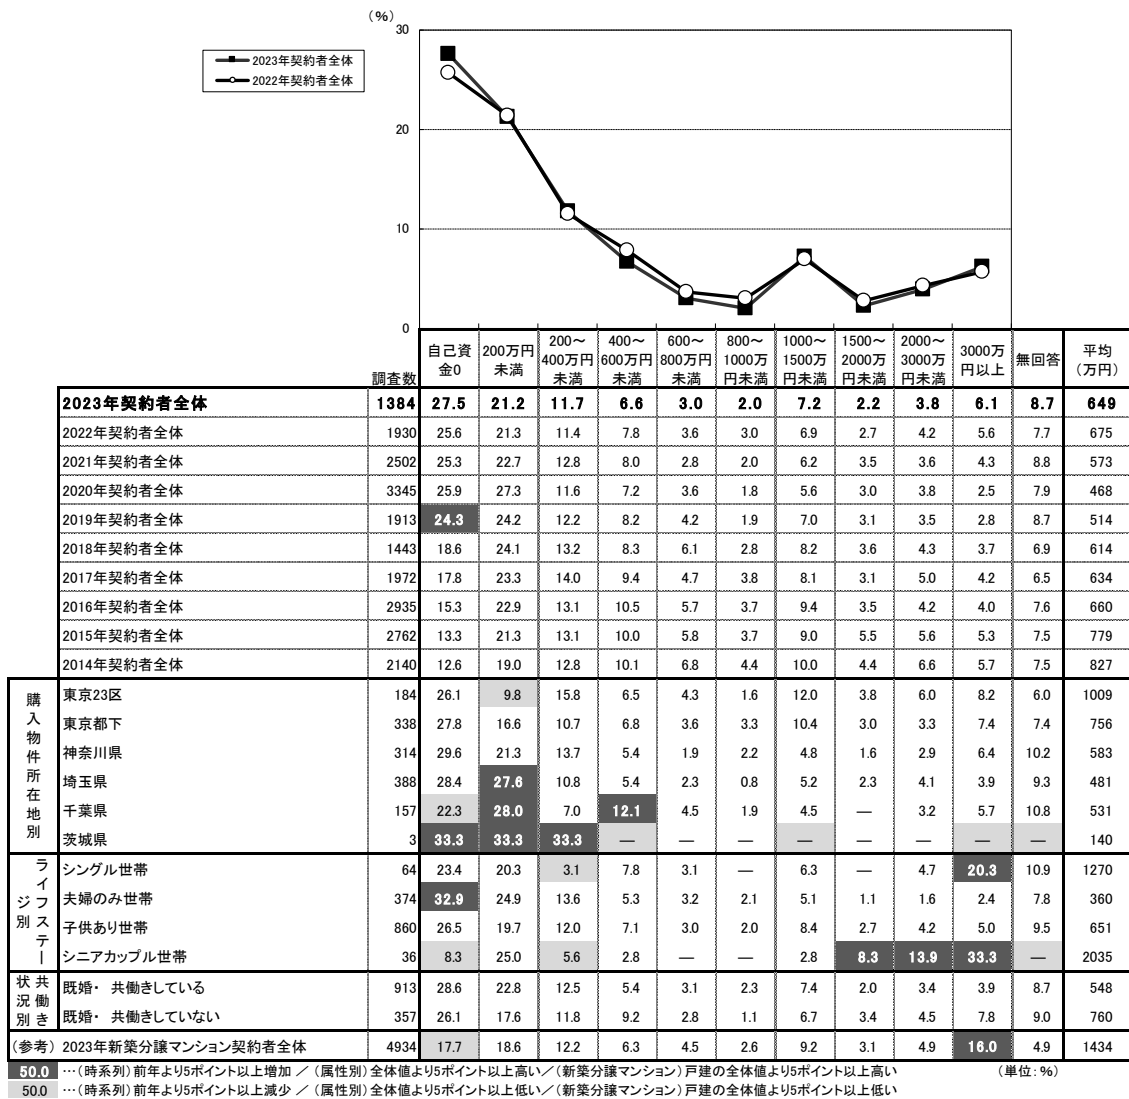 (%)
30
20
10
0
2023年契約者全体
2022年契約者全体
調査数 自己資金0 200万円未満 200～400万円未満 400～600万円未満 600～800万円未満 800～1000万円未満 1000～1500万円未満 1500～2000万円未満 2000～3000万円未満 3000万円以上 無回答 平均(万円)
2023年契約者全体 1384 27.5 21.2 11.7 6.6 3.0 2.0 7.2 2.2 3.8 6.1 8.7 649
2022年契約者全体 1930 25.6 21.3 11.4 7.8 3.6 3.0 6.9 2.7 4.2 5.6 7.7 675
2021年契約者全体 2502 25.3 22.7 12.8 8.0 2.8 2.0 6.2 3.5 3.6 4.3 8.8 573
2020年契約者全体 3345 25.9 27.3 11.6 7.2 3.6 1.8 5.6 3.0 3.8 2.5 7.9 468
2019年契約者全体 1913 24.3 24.2 12.2 8.2 4.2 1.9 7.0 3.1 3.5 2.8 8.7 514
2018年契約者全体 1443 18.6 24.1 13.2 8.3 6.1 2.8 8.2 3.6 4.3 3.7 6.9 614
2017年契約者全体 1972 17.8 23.3 14.0 9.4 4.7 3.8 8.1 3.1 5.0 4.2 6.5 634
2016年契約者全体 2935 15.3 22.9 13.1 10.5 5.7 3.7 9.4 3.5 4.2 4.0 7.6 660
2015年契約者全体 2762 13.3 21.3 13.1 10.0 5.8 3.7 9.0 5.5 5.6 5.3 7.5 779
2014年契約者全体 2140 12.6 19.0 12.8 10.1 6.8 4.4 10.0 4.4 6.6 5.7 7.5 827
購入物件所在地別
東京23区 184 26.1 9.8 15.8 6.5 4.3 1.6 12.0 3.8 6.0 8.2 6.0 1009
東京都下 338 27.8 16.6 10.7 6.8 3.6 3.3 10.4 3.0 3.3 7.4 7.4 756
神奈川県 314 29.6 21.3 13.7 5.4 1.9 2.2 4.8 1.6 2.9 6.4 10.2 583
埼玉県 388 28.4 27.6 10.8 5.4 2.3 0.8 5.2 2.3 4.1 3.9 9.3 481
千葉県 157 22.3 28.0 7.0 12.1 4.5 1.9 4.5 — 3.2 5.7 10.8 531
茨城県 3 33.3 33.3 33.3 — — — — — — — — 140
ライフステージ別
シングル世帯 64 23.4 20.3 3.1 7.8 3.1 — 6.3 — 4.7 20.3 10.9 1270
夫婦のみ世帯 374 32.9 24.9 13.6 5.3 3.2 2.1 5.1 1.1 1.6 2.4 7.8 360
子供あり世帯 860 26.5 19.7 12.0 7.1 3.0 2.0 8.4 2.7 4.2 5.0 9.5 651
シニアカップル世帯 36 8.3 25.0 5.6 2.8 — — 2.8 8.3 13.9 33.3 — 2035
共働き状況別
既婚・ 共働きしている 913 28.6 22.8 12.5 5.4 3.1 2.3 7.4 2.0 3.4 3.9 8.7 548
既婚・ 共働きしていない 357 26.1 17.6 11.8 9.2 2.8 1.1 6.7 3.4 4.5 7.8 9.0 760
(参考) 2023年新築分譲マンション契約者全体 4934 17.7 18.6 12.2 6.3 4.5 2.6 9.2 3.1 4.9 16.0 4.9 1434
50.0 …(時系列)前年より5ポイント以上増加 ／ (属性別)全体値より5ポイント以上高い／(新築分譲マンション)戸建の全体値より5ポイント以上高い (単位:%)
50.0 …(時系列)前年より5ポイント以上減少 ／ (属性別)全体値より5ポイント以上低い／(新築分譲マンション)戸建の全体値より5ポイント以上低い